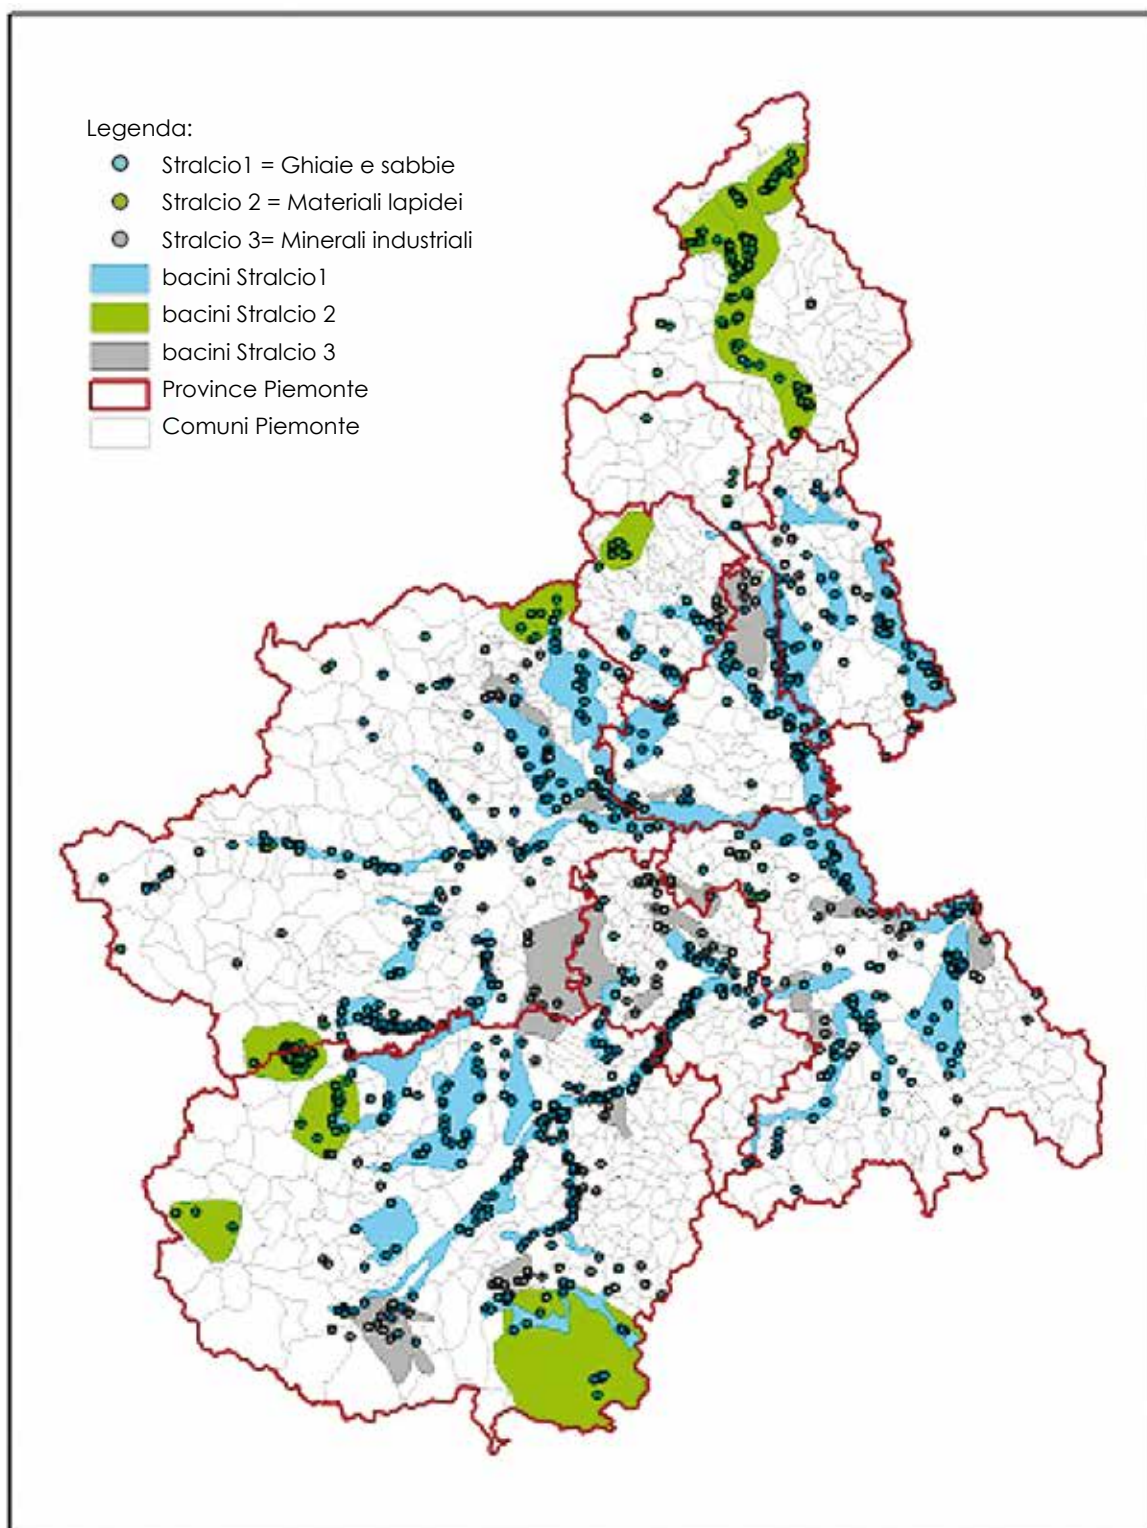 Legenda:
Stralcio1 = Ghiaie e sabbie
Stralcio 2 = Materiali lapidei
Stralcio 3= Minerali industriali
bacini Stralcio1
bacini Stralcio 2
bacini Stralcio 3
Province Piemonte
Comuni Piemonte